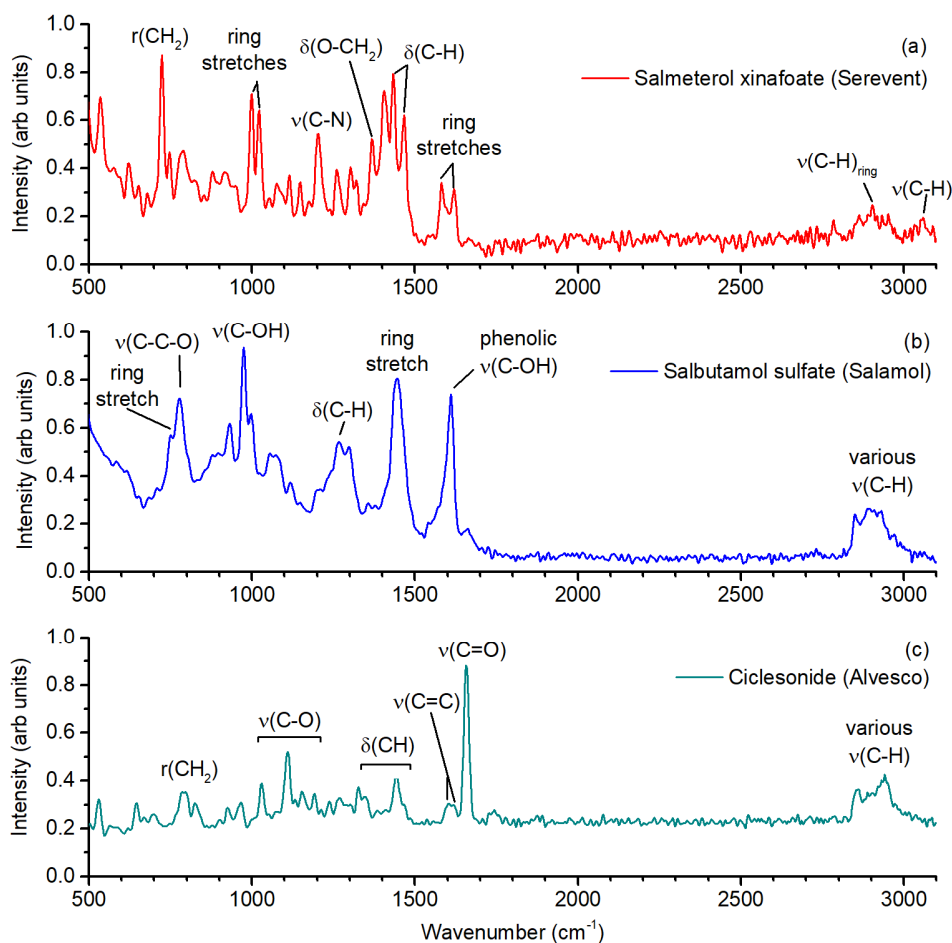 (a)
Salmeterol xinafoate (Serevent)
r(CH2)
ring
stretches
ν(C-N)
δ(O-CH2)
δ(C-H)
ring
stretches
ν(C-H)ring
ν(C-H)
Intensity (arb units)
1.0
0.8
0.6
0.4
0.2
0.0
500 1000 1500 2000 2500 3000
(b)
Salbutamol sulfate (Salamol)
ν(C-C-O)
ring
stretch
ν(C-OH)
δ(C-H)
ring
stretch
phenolic
ν(C-OH)
various
ν(C-H)
Intensity (arb units)
1.0
0.8
0.6
0.4
0.2
0.0
500 1000 1500 2000 2500 3000
(c)
Ciclesonide (Alvesco)
r(CH2)
ν(C-O)
δ(CH)
ν(C=C)
ν(C=O)
various
ν(C-H)
Intensity (arb units)
1.0
0.8
0.6
0.4
0.2
0.0
500 1000 1500 2000 2500 3000
Wavenumber (cm-1)